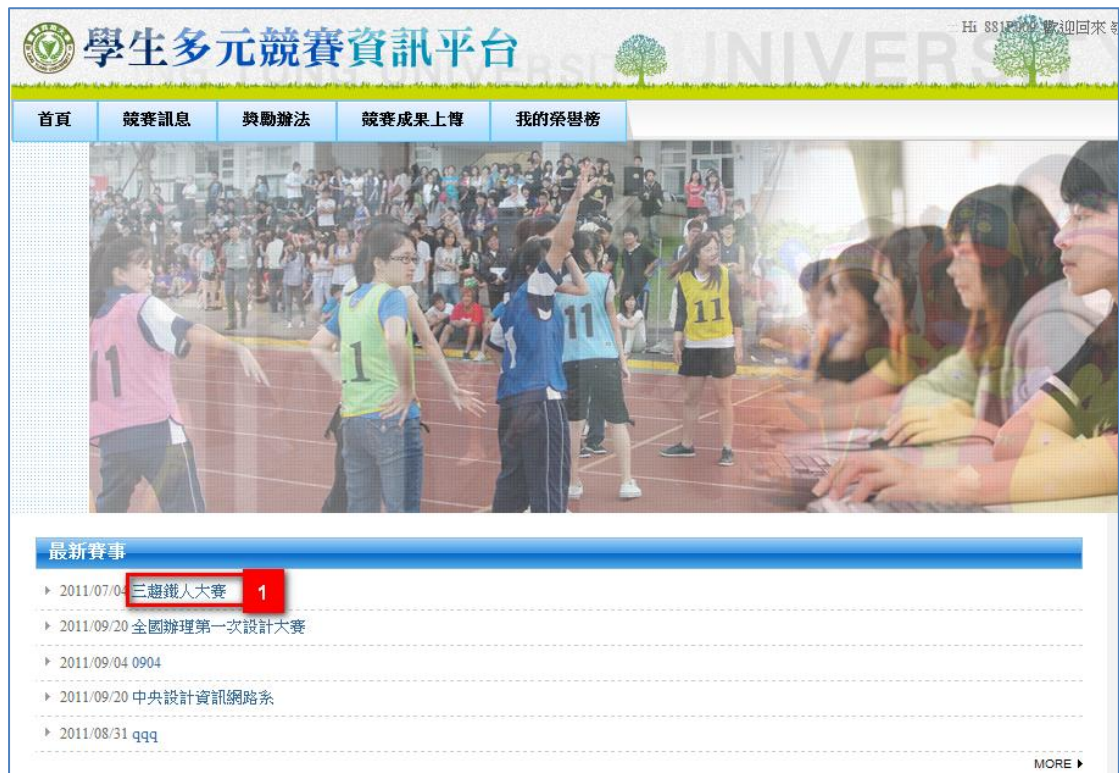 Hi 881P009 歡迎回來
學生多元競賽資訊平台
UNIVERSITY
首頁 競賽訊息 獎勵辦法 競賽成果上傳 我的榮譽榜
11 1 11 11
最新賽事
2011/07/04 三趨鐵人大賽 1
2011/09/20 全國辦理第一次設計大賽
2011/09/04 0904
2011/09/20 中央設計資訊網路系
2011/08/31 qqq
MORE